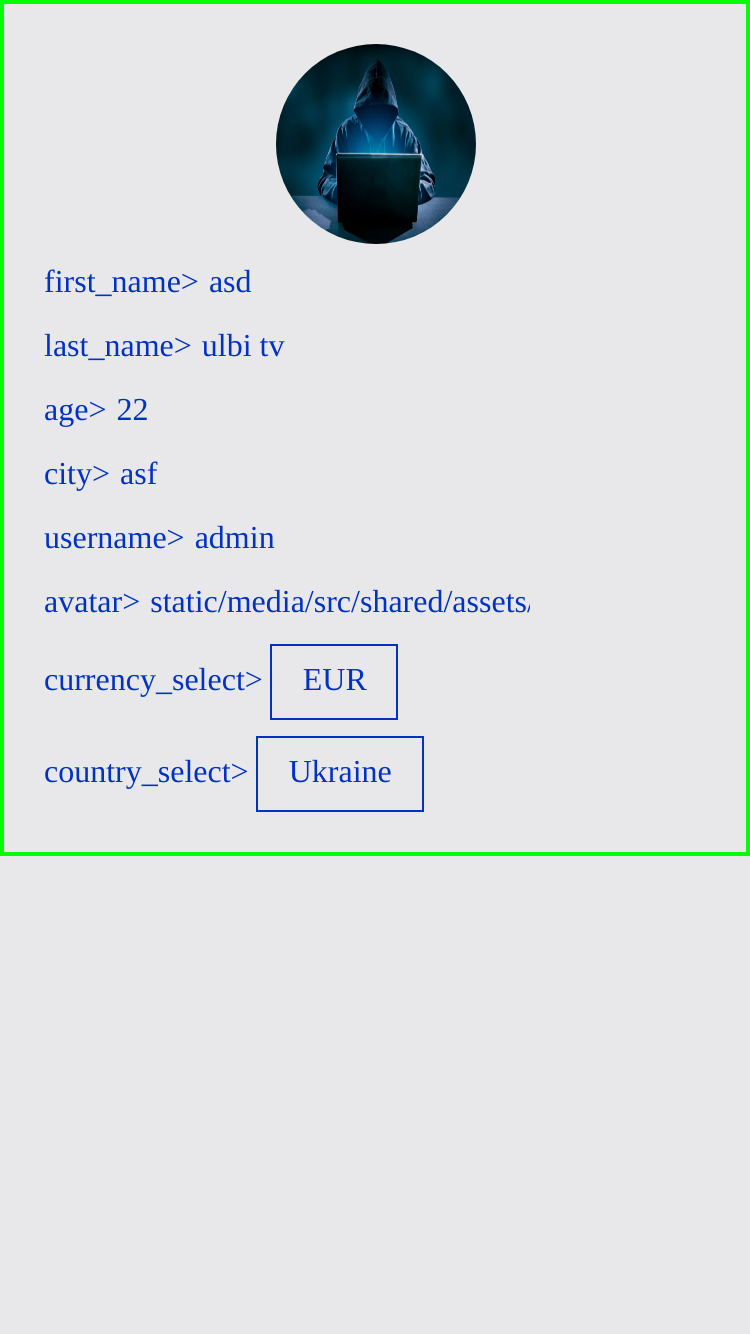 first_name> asd
last_name> ulbi tv
age> 22
city> asf
username> admin
avatar> static/media/src/shared/assets/
currency_select> EUR
country_select> Ukraine